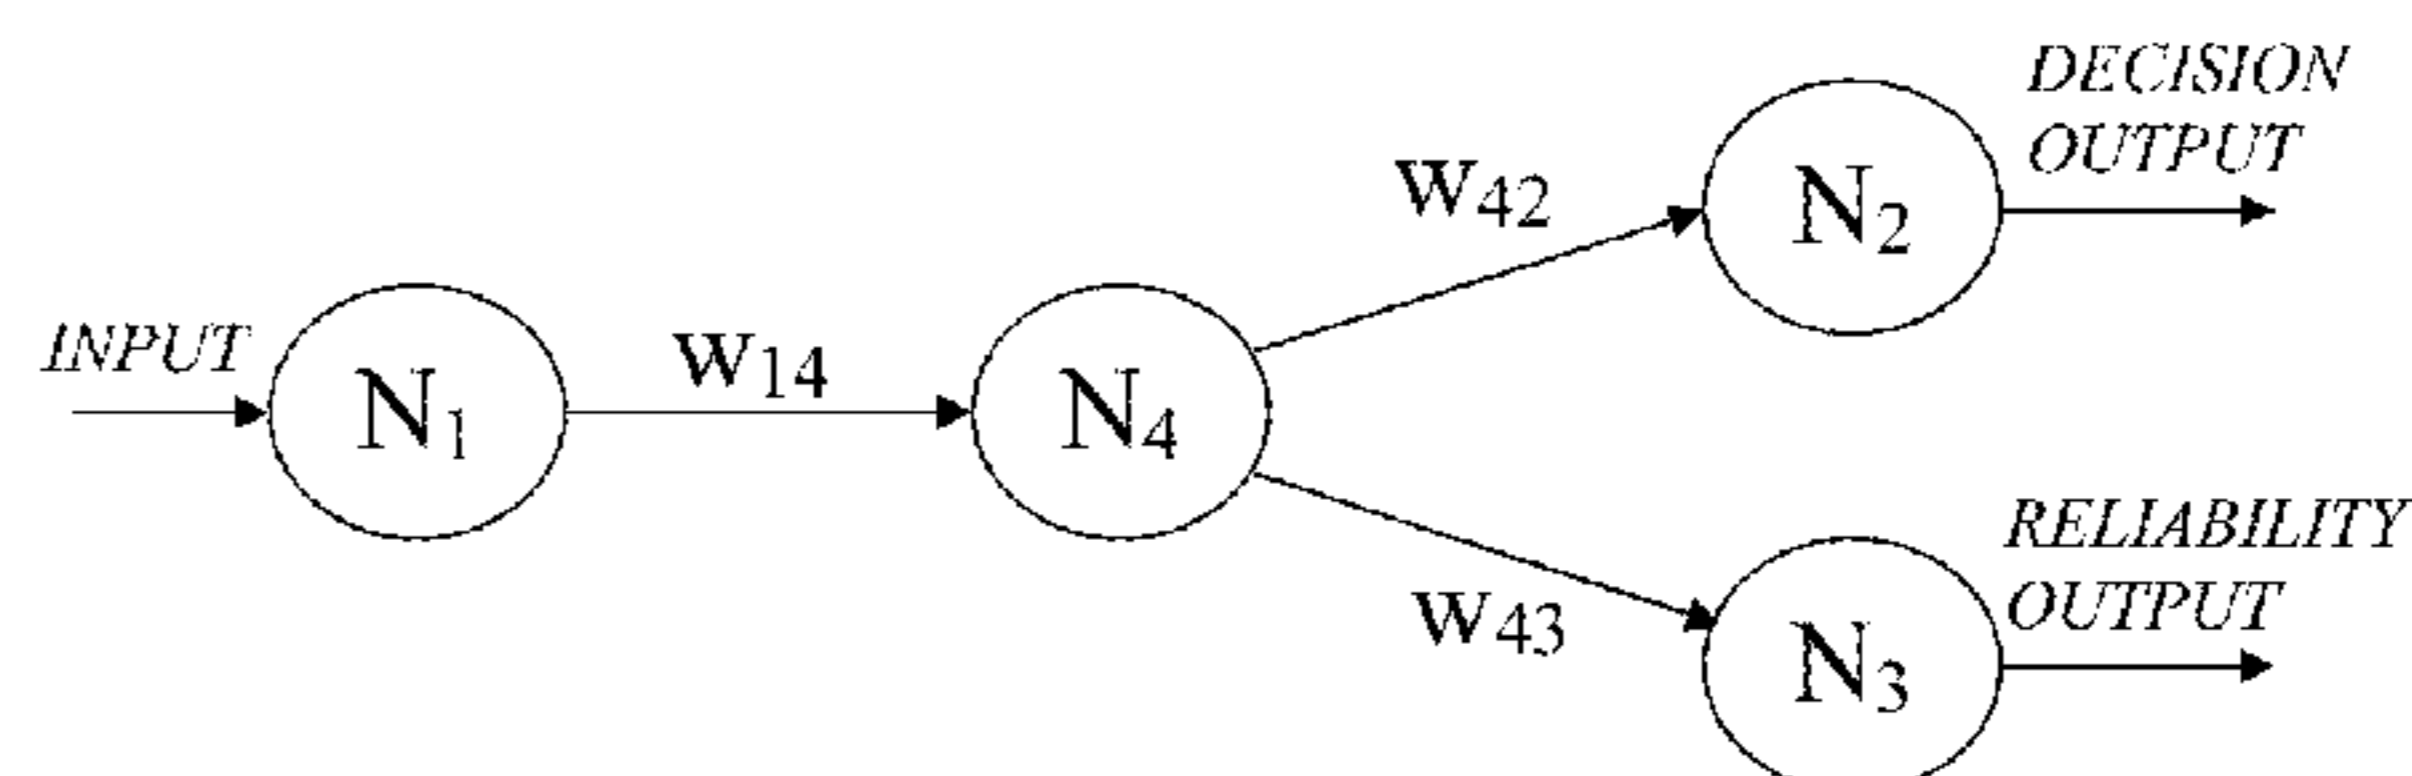 DECISION
OUTPUT
W42
N2
INPUT
N1
W14
N4
RELIABILITY
OUTPUT
W43
N3